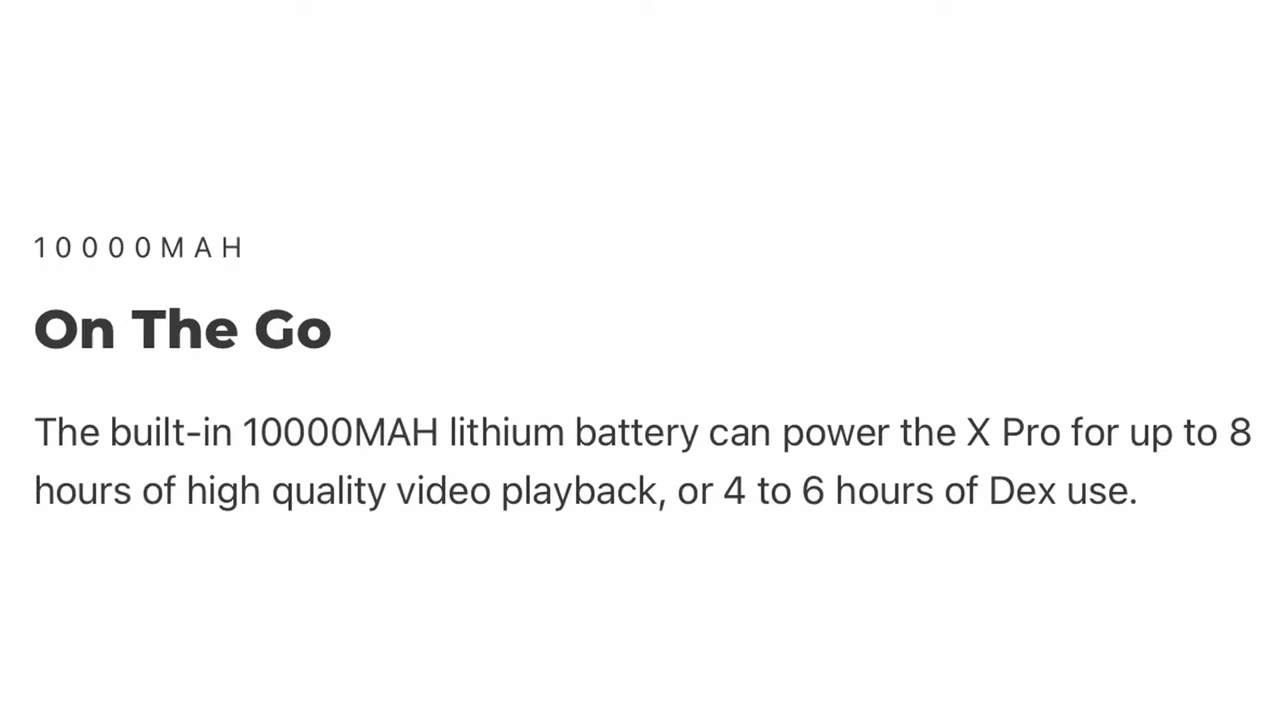 10000MAH
On The Go
The built-in 10000MAH lithium battery can power the X Pro for up to 8
hours of high quality video playback, or 4 to 6 hours of Dex use.